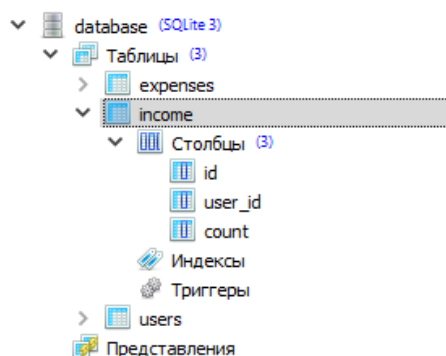 database (SQLite 3)
Таблицы (3)
expenses
income
Столбцы (3)
id
user_id
count
Индексы
Триггеры
users
Представления